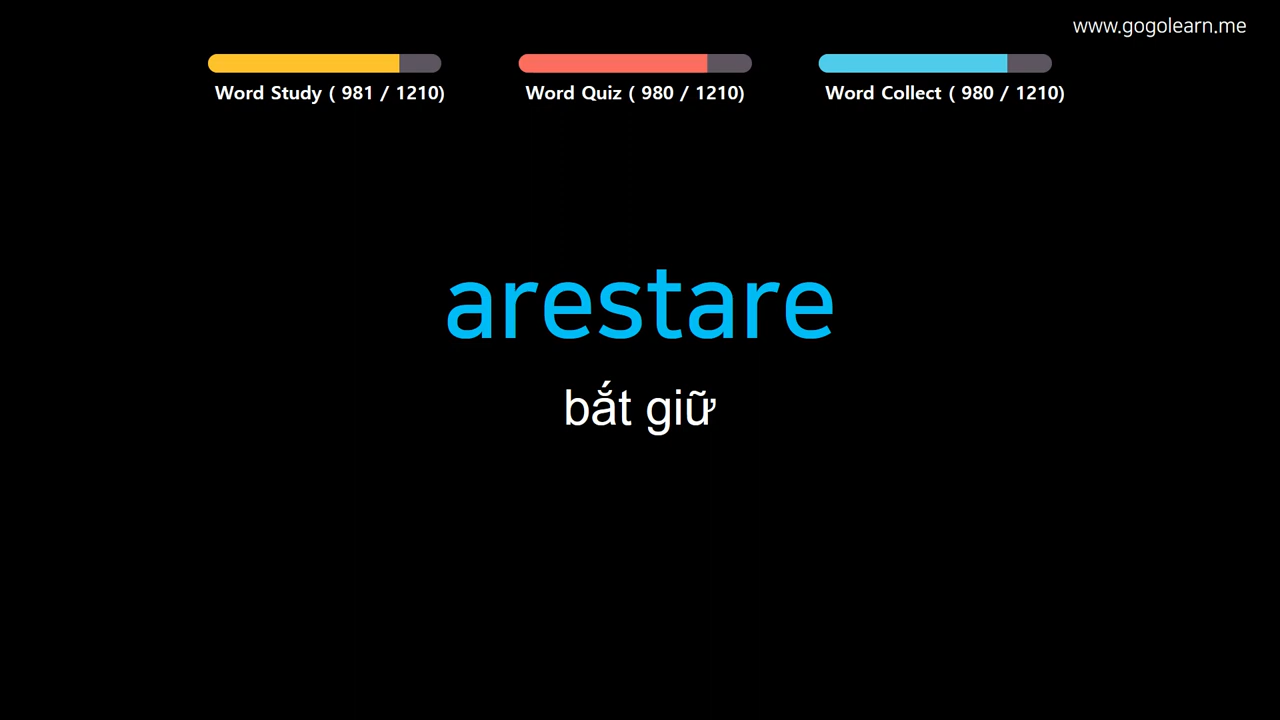 www.gogolearn.me
Word Study ( 981 / 1210)
Word Quiz ( 980 / 1210)
Word Collect ( 980 / 1210)
arestare
bắt giữ